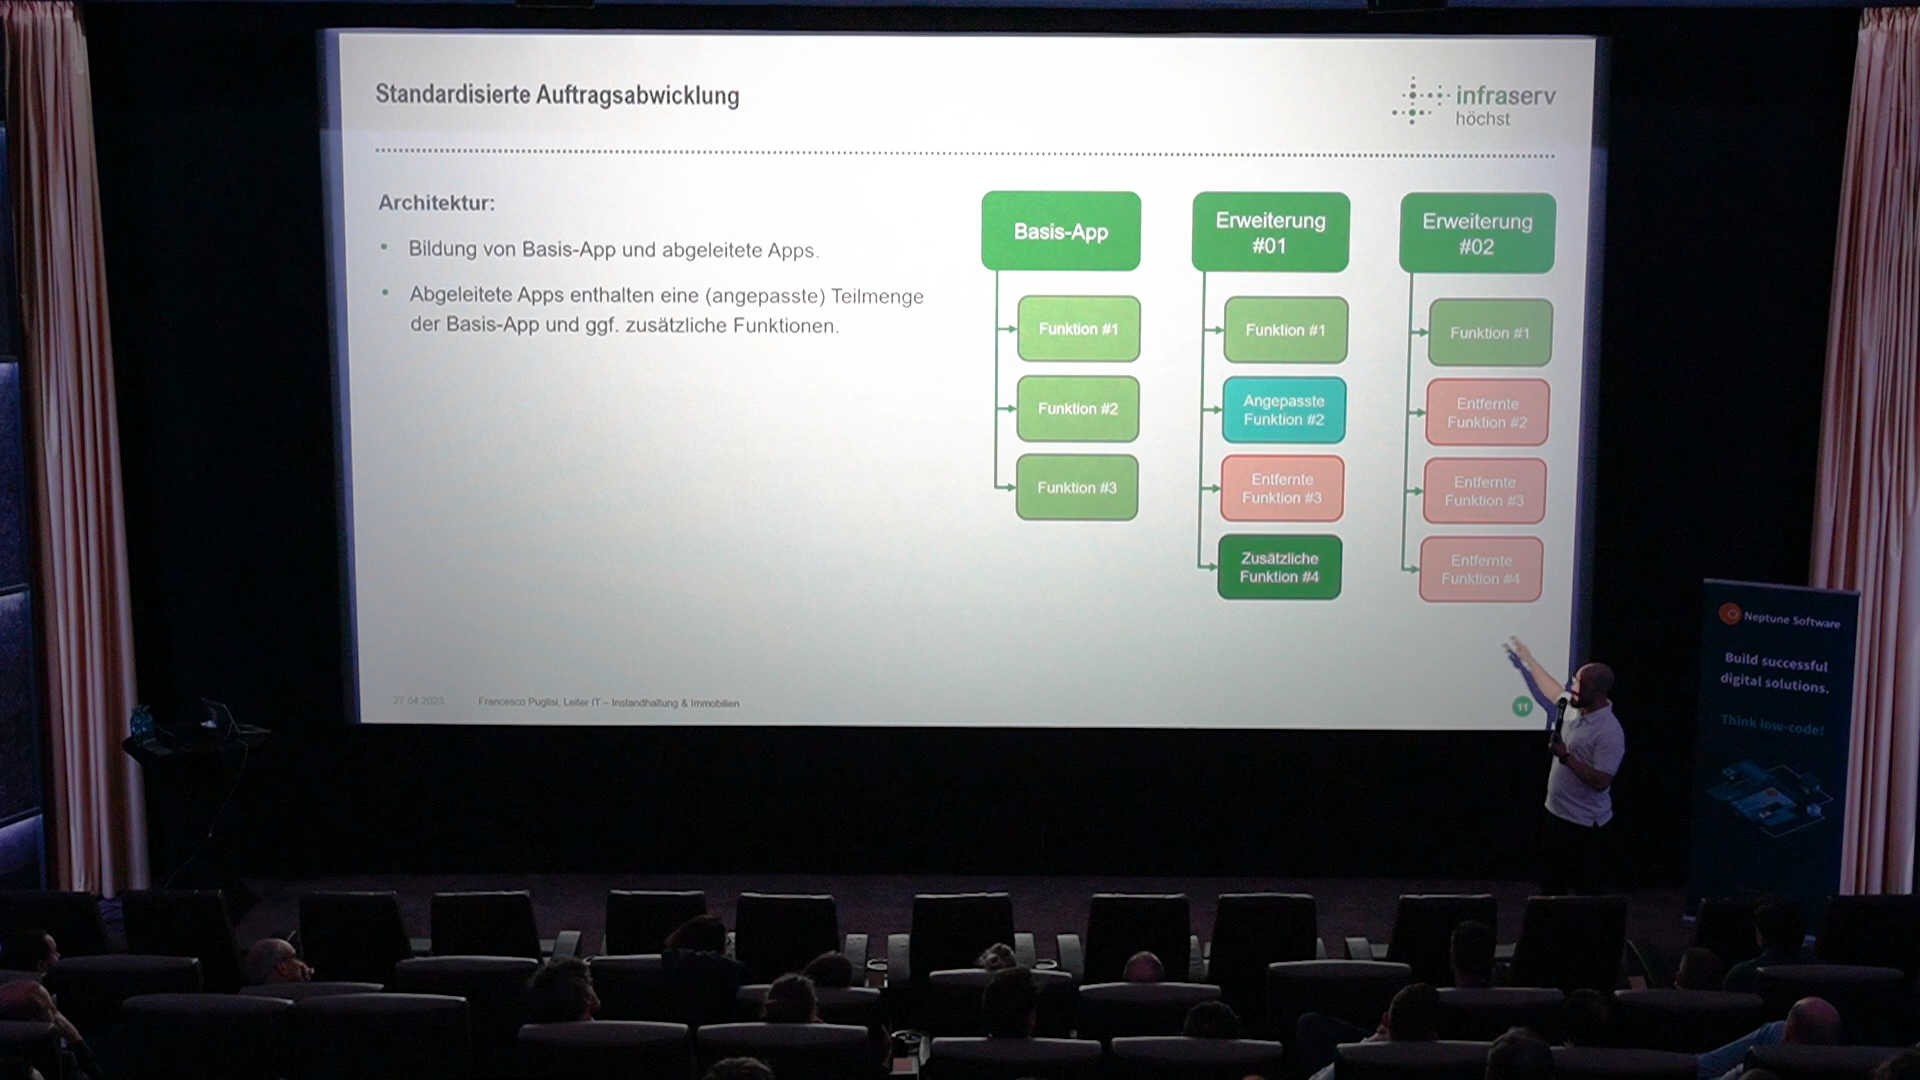 Standardisierte Auftragsabwicklung
infraserv
höchst
Architektur:
• Bildung von Basis-App und abgeleitete Apps.
• Abgeleitete Apps enthalten eine (angepasste) Teilmenge
der Basis-App und ggf. zusätzliche Funktionen.
Basis-App
Funktion #1
Funktion #2
Funktion #3
Erweiterung
#01
Funktion #1
Angepasste
Funktion #2
Entfernte
Funktion #3
Zusätzliche
Funktion #4
Erweiterung
#02
Funktion #1
Entfernte
Funktion #2
Entfernte
Funktion #3
Entfernte
Funktion #4
27.04.2023
Francesco Puglisi, Leiter IT – Instandhaltung & Immobilien
11
Neptune Software
Build successful
digital solutions.
Think low-code!